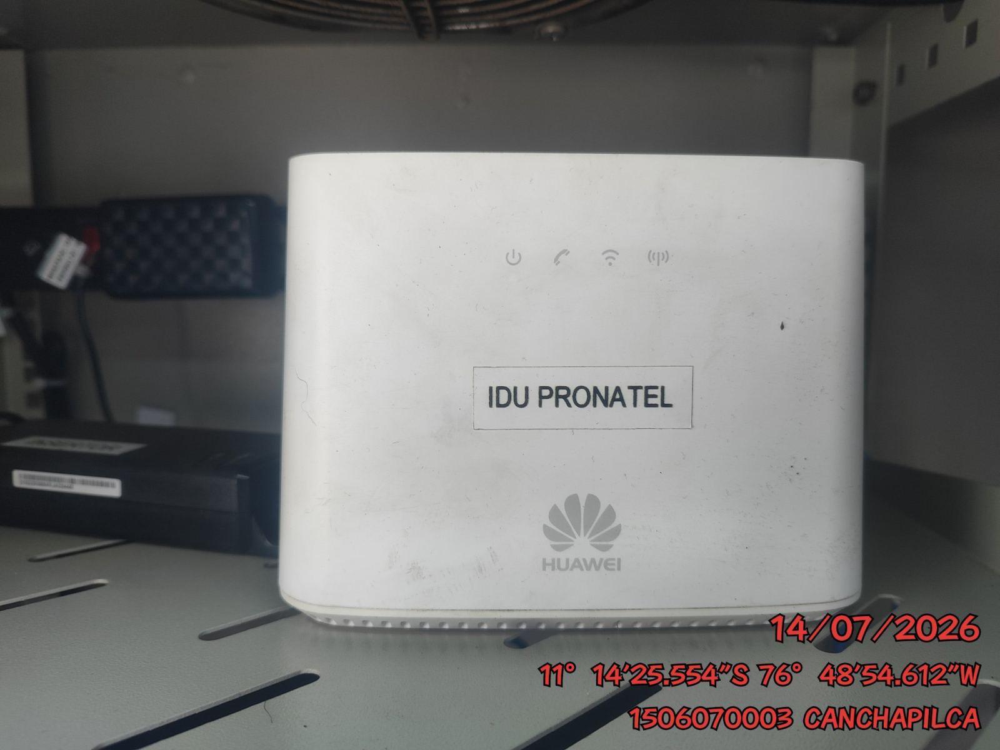 IDU PRONATEL
HUAWEI
14/07/2026
11° 14'25.554"S 76° 48'54.612"W
1506070003 CANCHAPILCA